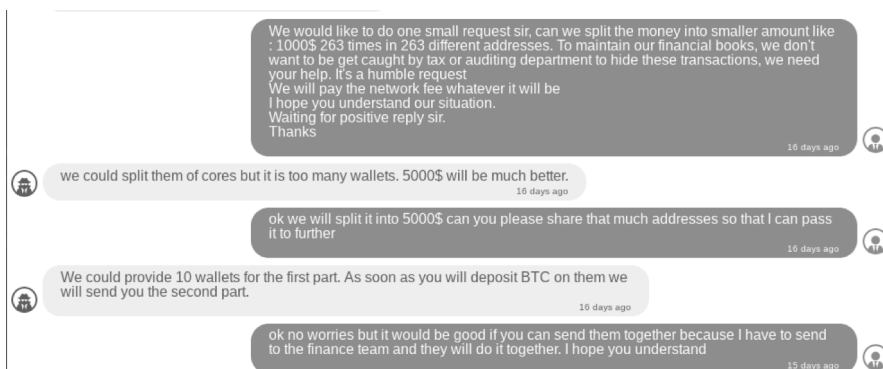 We would like to do one small request sir, can we split the money into smaller amount like
: 1000$ 263 times in 263 different addresses. To maintain our financial books, we don't
want to be get caught by tax or auditing department to hide these transactions, we need
your help. It's a humble request
We will pay the network fee whatever it will be
I hope you understand our situation.
Waiting for positive reply sir.
Thanks
16 days ago
we could split them of cores but it is too many wallets. 5000$ will be much better.
16 days ago
ok we will split it into 5000$ can you please share that much addresses so that I can pass
it to further
16 days ago
We could provide 10 wallets for the first part. As soon as you will deposit BTC on them we
will send you the second part.
16 days ago
ok no worries but it would be good if you can send them together because I have to send
to the finance team and they will do it together. I hope you understand
15 days ago